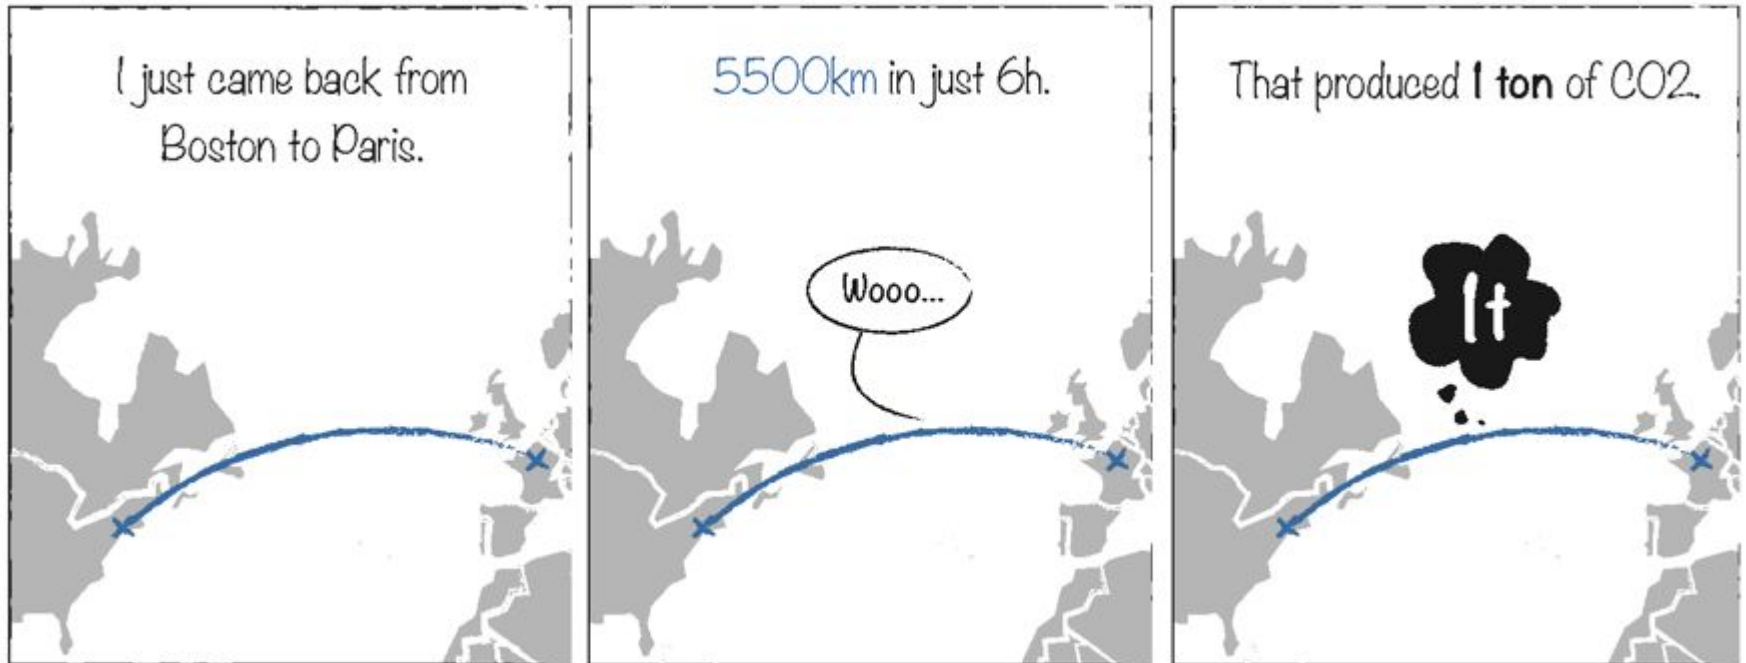 I just came back from
Boston to Paris.
5500km in just 6h.
Wooo...
That produced 1 ton of CO2.
1t